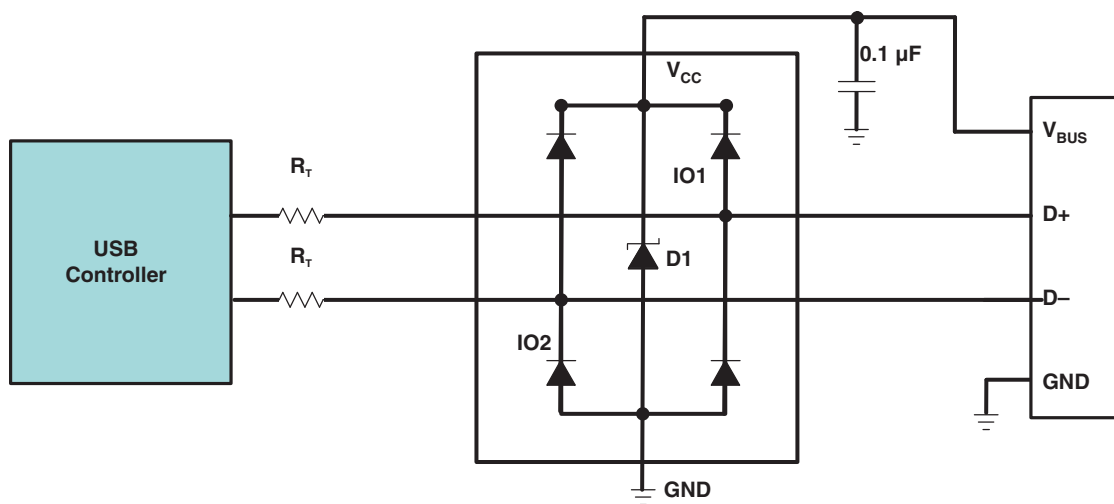 0.1 µF
VCC
VBUS
RT
IO1
D+
USB
Controller
D1
RT
D–
IO2
GND
GND